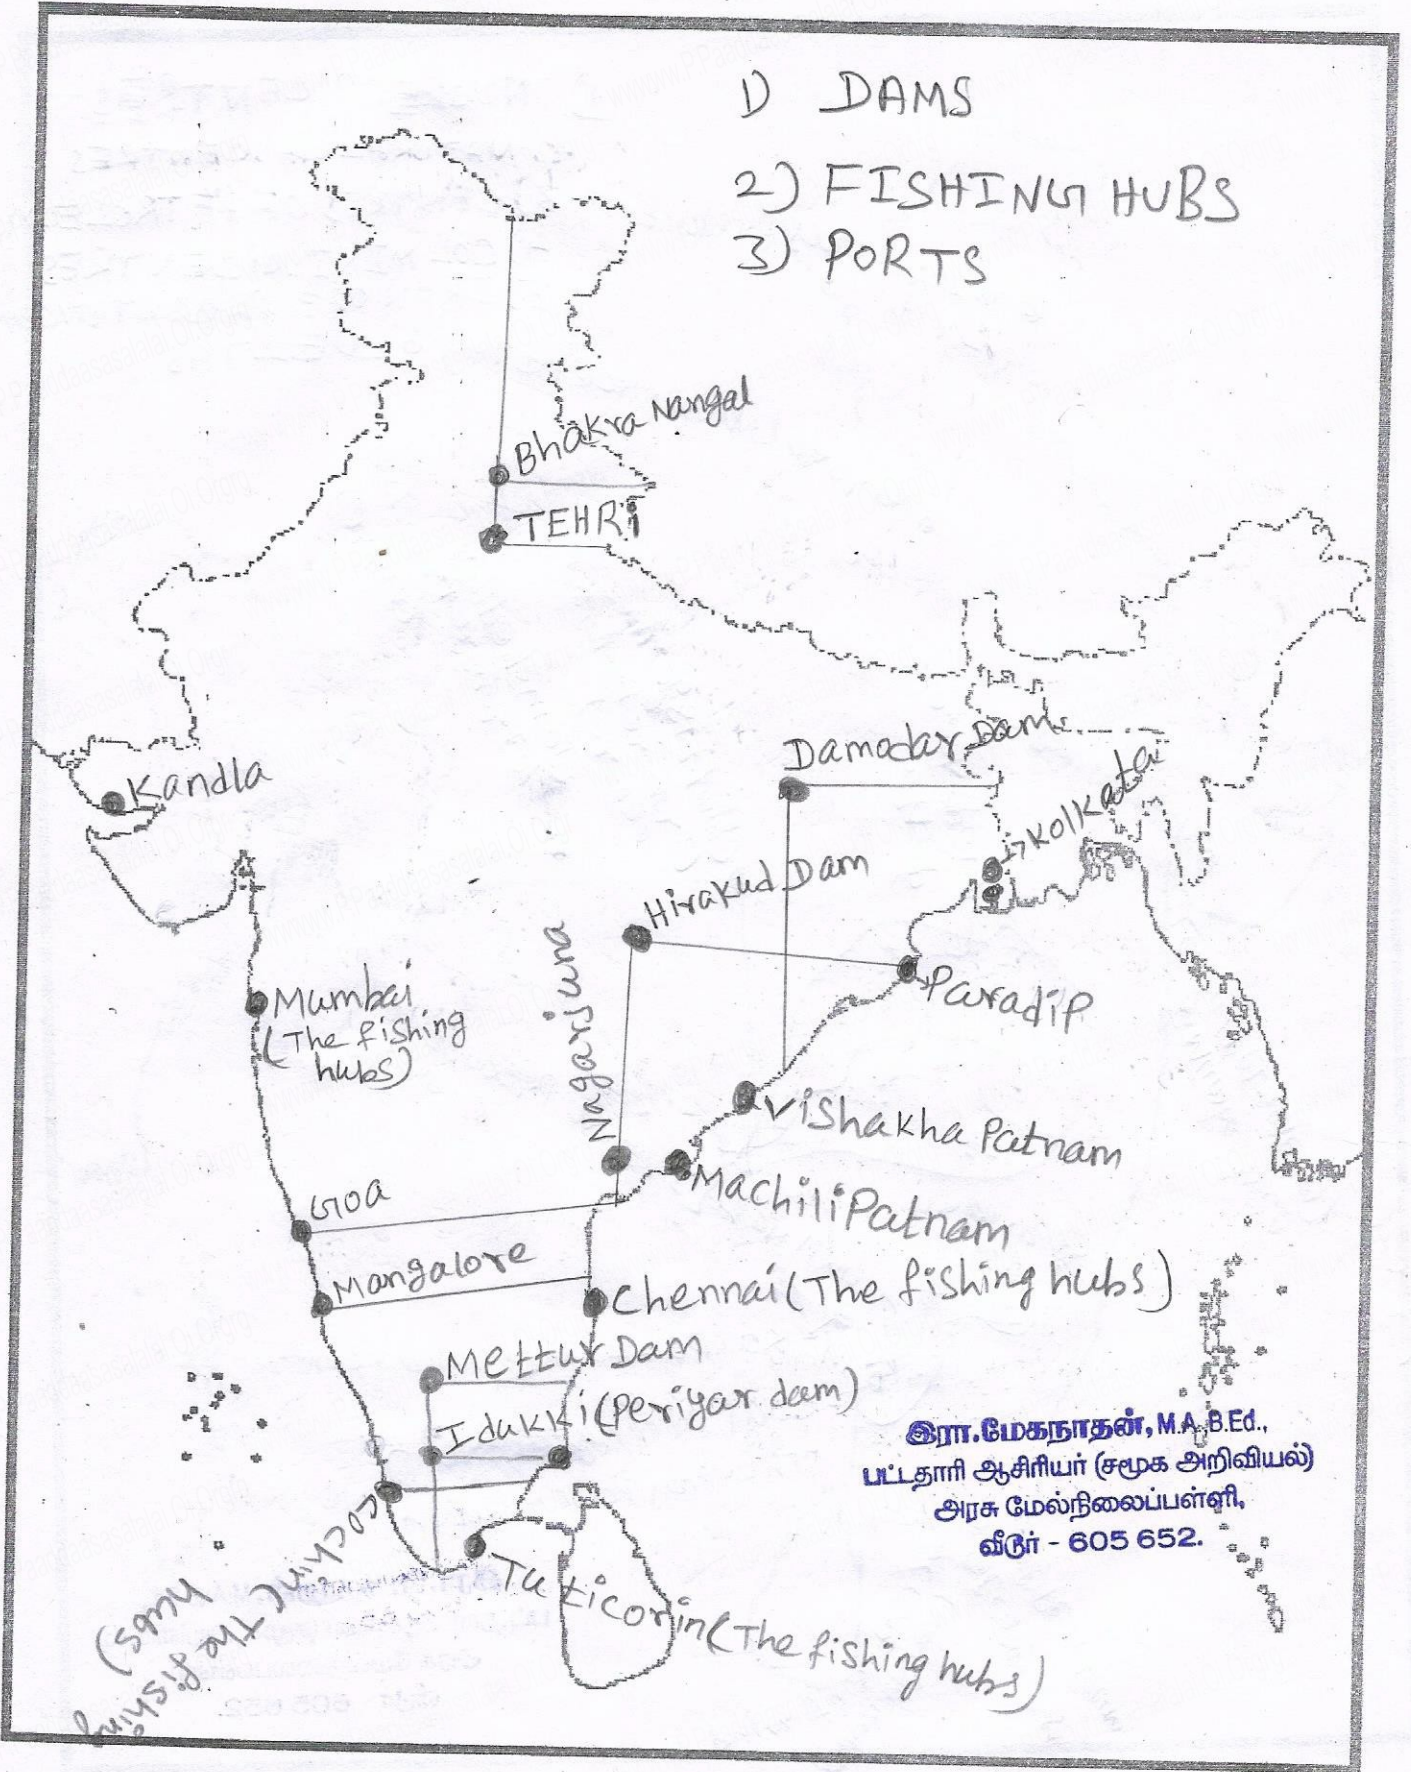 1) DAMS
2) FISHING HUBS
3) PORTS
Bhakra Nangal
TEHRi
Damodar Dam
Kandla
Kolkata
Hirakud Dam
Nagarjuna
Paradip
Mumbai
(The fishing
hubs)
Vishakha Patnam
Machili Patnam
Goa
Mangalore
Chennai (The fishing hubs)
Mettur Dam
Idukki (Periyar dam)
இரா.மேகநாதன், M.A, B.Ed.,
பட்டதாரி ஆசிரியர் (சமூக அறிவியல்)
அரசு மேல்நிலைப்பள்ளி,
வீடூர் - 605 652.
Cochin (The fishing
hubs)
Tuticorin (The fishing hubs)